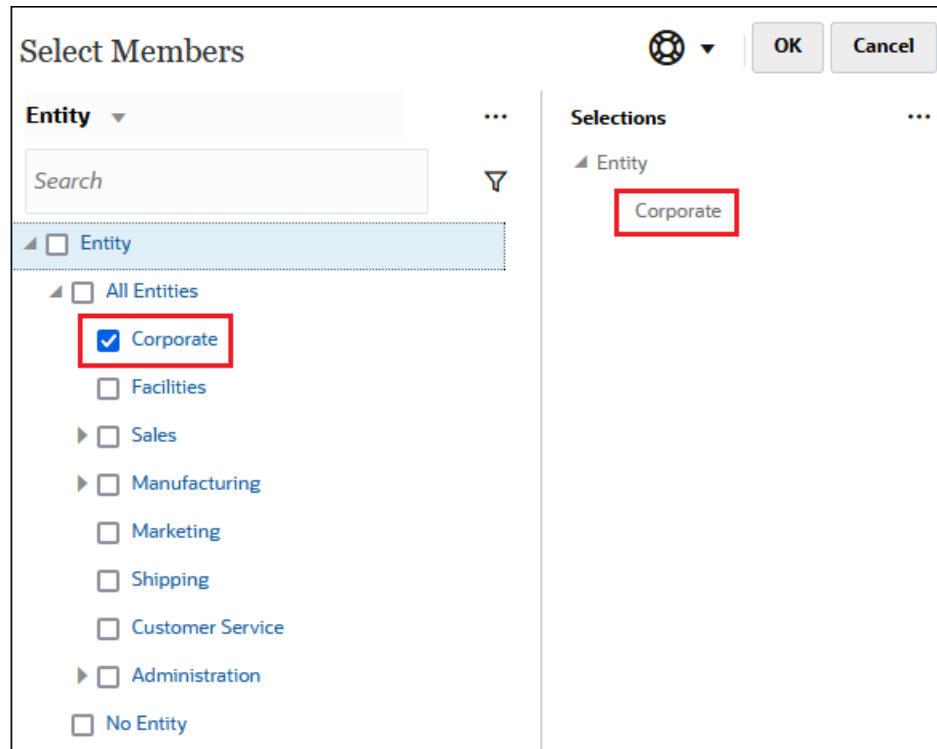 Select Members
OK
Cancel
Entity
Search
Entity
All Entities
Corporate
Facilities
Sales
Manufacturing
Marketing
Shipping
Customer Service
Administration
No Entity
Selections
Entity
Corporate